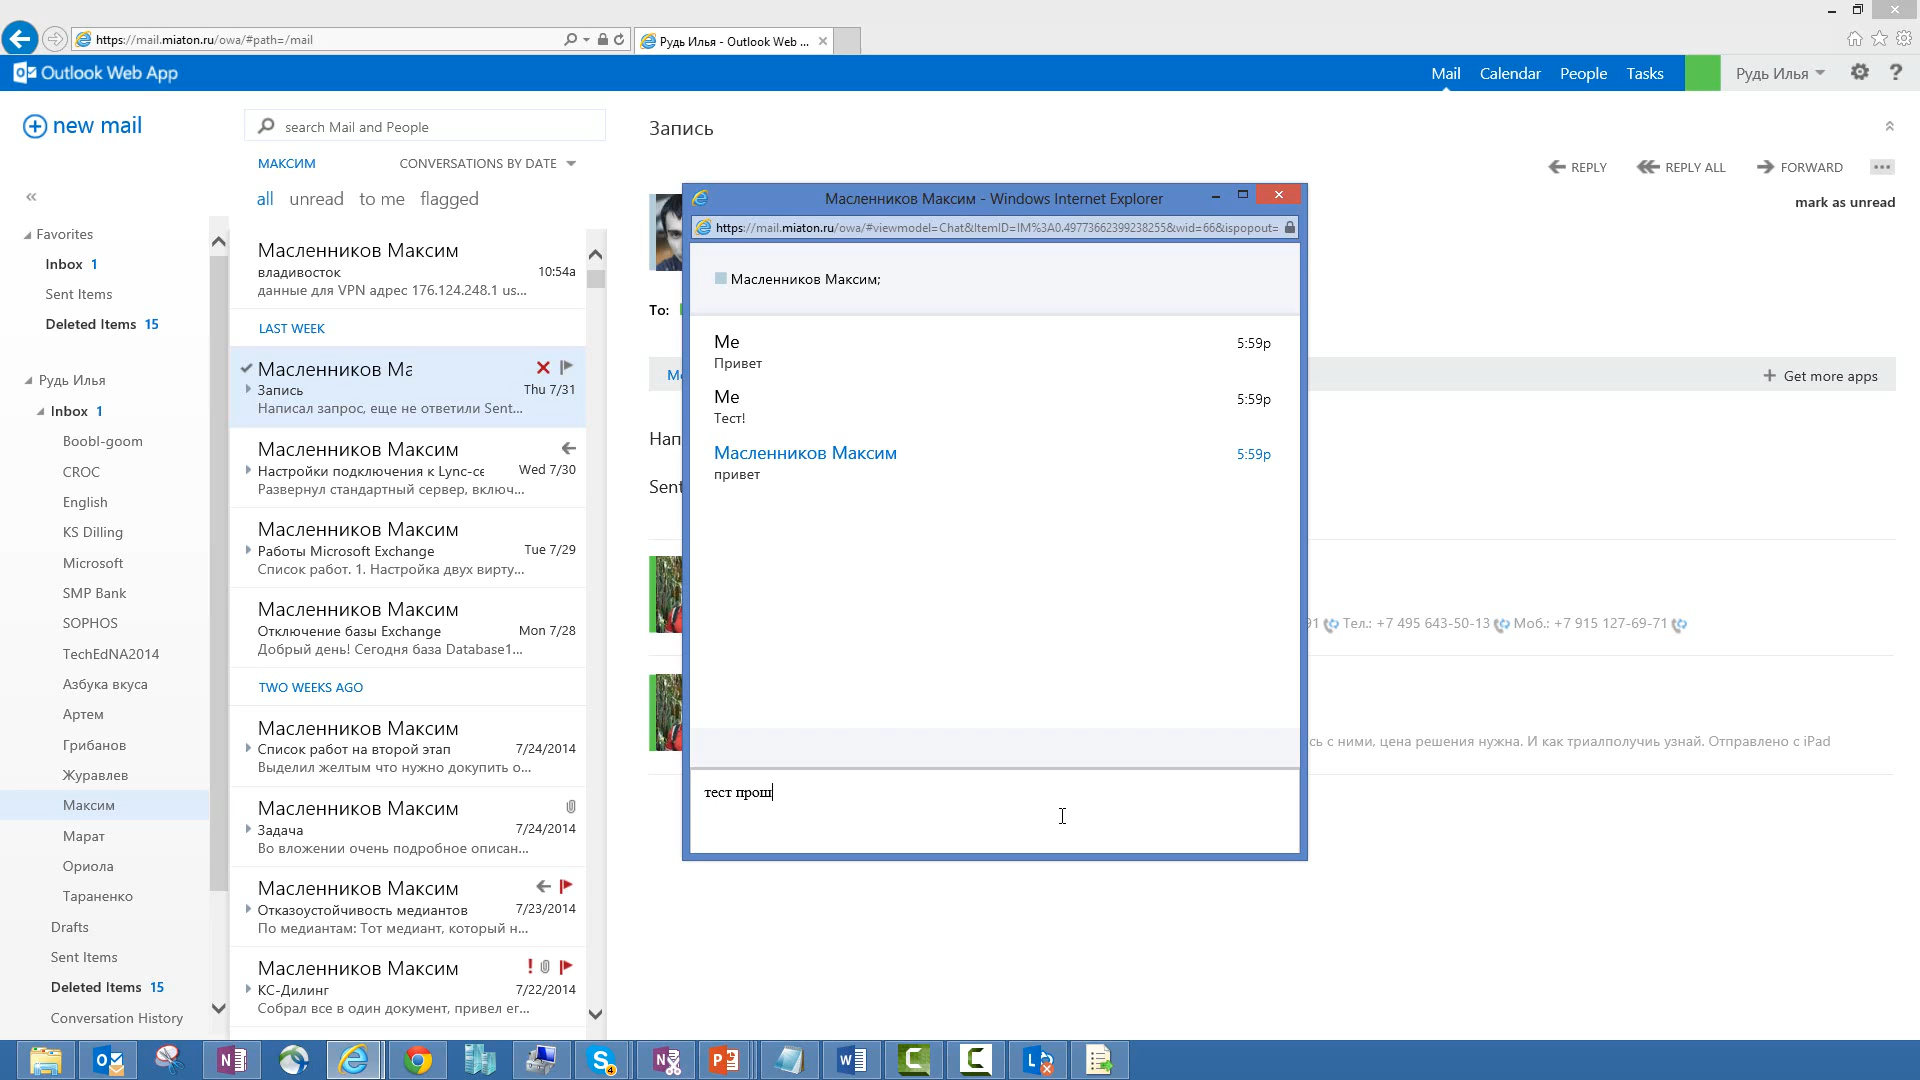 https://mail.miaton.ru/owa/#path=/mail
Рудь Илья - Outlook Web ...
Outlook Web App
Mail Calendar People Tasks
Рудь Илья
?
new mail
search Mail and People
МАКСИМ
CONVERSATIONS BY DATE
all unread to me flagged
Favorites
Inbox 1
Sent Items
Deleted Items 15
Рудь Илья
Inbox 1
Boobl-goom
CROC
English
KS Dilling
Microsoft
SMP Bank
SOPHOS
TechEdNA2014
Азбука вкуса
Артем
Грибанов
Журавлев
Максим
Марат
Ориола
Тараненко
Drafts
Sent Items
Deleted Items 15
Conversation History
Масленников Максим
владивосток 10:54a
данные для VPN адрес 176.124.248.1 us...
LAST WEEK
Масленников Ма
Запись Thu 7/31
Написал запрос, еще не ответили Sent...
Масленников Максим
Настройки подключения к Lync-се Wed 7/30
Развернул стандартный сервер, включ...
Масленников Максим
Работы Microsoft Exchange Tue 7/29
Список работ. 1. Настройка двух вирту...
Масленников Максим
Отключение базы Exchange Mon 7/28
Добрый день! Сегодня база Database1...
TWO WEEKS AGO
Масленников Максим
Список работ на второй этап 7/24/2014
Выделил желтым что нужно докупить о...
Масленников Максим
Задача 7/24/2014
Во вложении очень подробное описан...
Масленников Максим
Отказоустойчивость медиантов 7/23/2014
По медиантам: Тот медиант, который н...
Масленников Максим
КС-Дилинг 7/22/2014
Собрал все в один документ, привел ег...
Запись
REPLY REPLY ALL FORWARD
mark as unread
To:
Get more apps
Нап
Sent
91 Тел.: +7 495 643-50-13 Моб.: +7 915 127-69-71
сь с ними, цена решения нужна. И как триалполучиь узнай. Отправлено с iPad
Масленников Максим - Windows Internet Explorer
https://mail.miaton.ru/owa/#viewmodel=Chat&ItemID=IM%3A0.49773662399238255&wid=66&ispopout=
Масленников Максим;
Me 5:59p
Привет
Me 5:59p
Тест!
Масленников Максим 5:59p
привет
тест прош